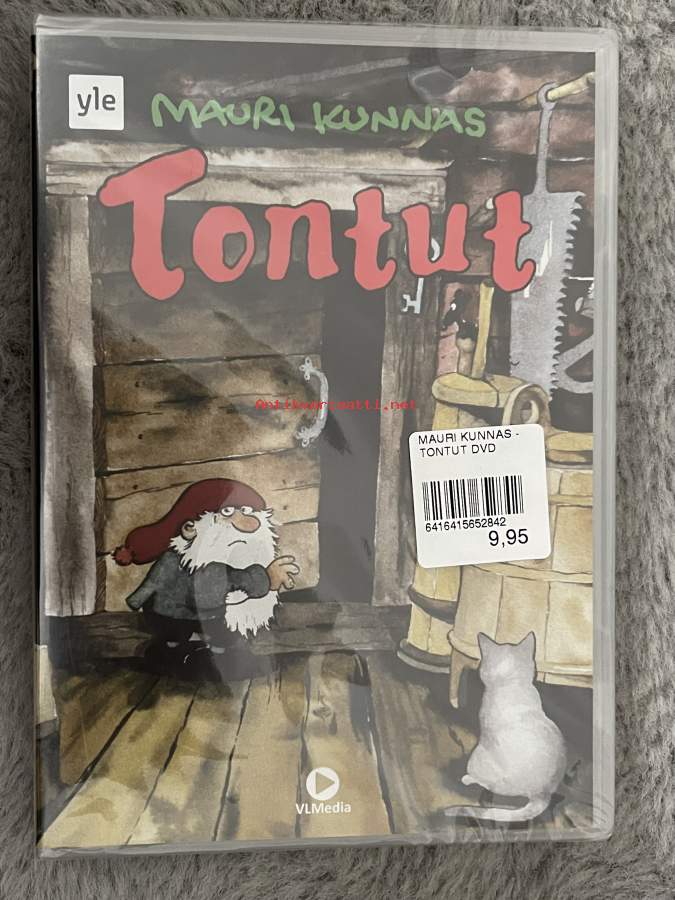 yle
MAURI KUNNAS
Tontut
Antikvariaatti.net
MAURI KUNNAS -
TONTUT DVD
6416415652842
9,95
VLMedia